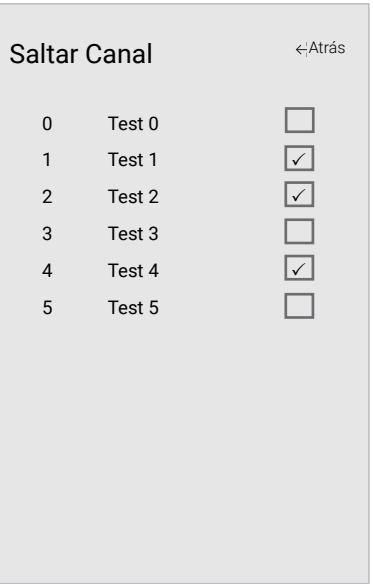 Saltar Canal
Atrás
0 Test 0
1 Test 1
2 Test 2
3 Test 3
4 Test 4
5 Test 5